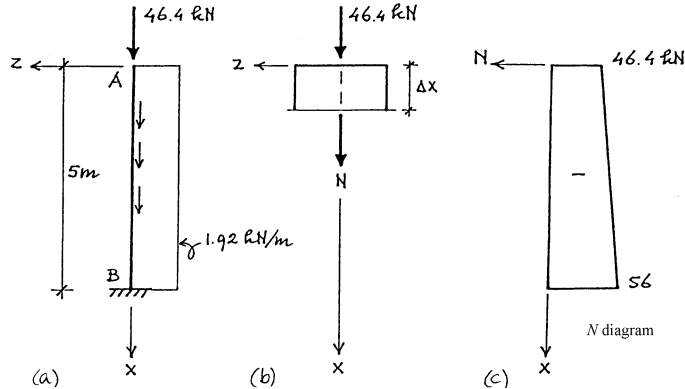 46.4 kN
z
A
5m
1.92 kN/m
B
x
(a)
46.4 kN
z
Δx
N
x
(b)
N
46.4 kN
−
56
N diagram
x
(c)